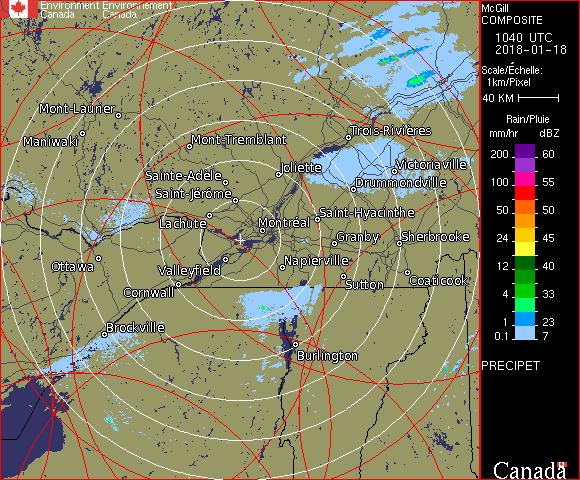 Environment Environnement
Canada Canada
McGill
COMPOSITE
1040 UTC
2018-01-18
Scale/Échelle:
1km/Pixel
40 KM
Rain/Pluie
mm/hr dBZ
200 60
155 55
100 55
50 50
24 45
12 40
4 33
1 23
0.1 7
PRECIPET
Canada
Mont-Laurier
Maniwaki
Mont-Tremblant
Trois-Rivières
Sainte-Adèle
Joliette
Victoriaville
Saint-Jérôme
Drummondville
Lachute
Montréal
Saint-Hyacinthe
Granby
Sherbrooke
Ottawa
Valleyfield
Napierville
Cornwall
Sutton
Coaticook
Brockville
Burlington